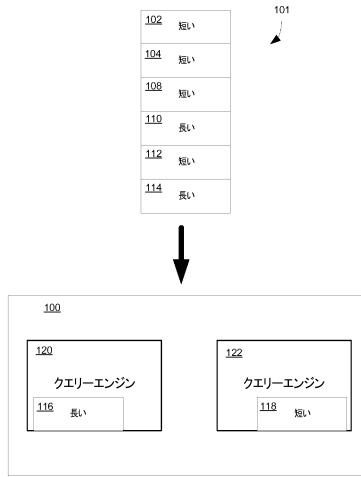 101
102 短い
104 短い
108 短い
110 長い
112 短い
114 長い
100
120
クエリーエンジン
116 長い
122
クエリーエンジン
118 短い